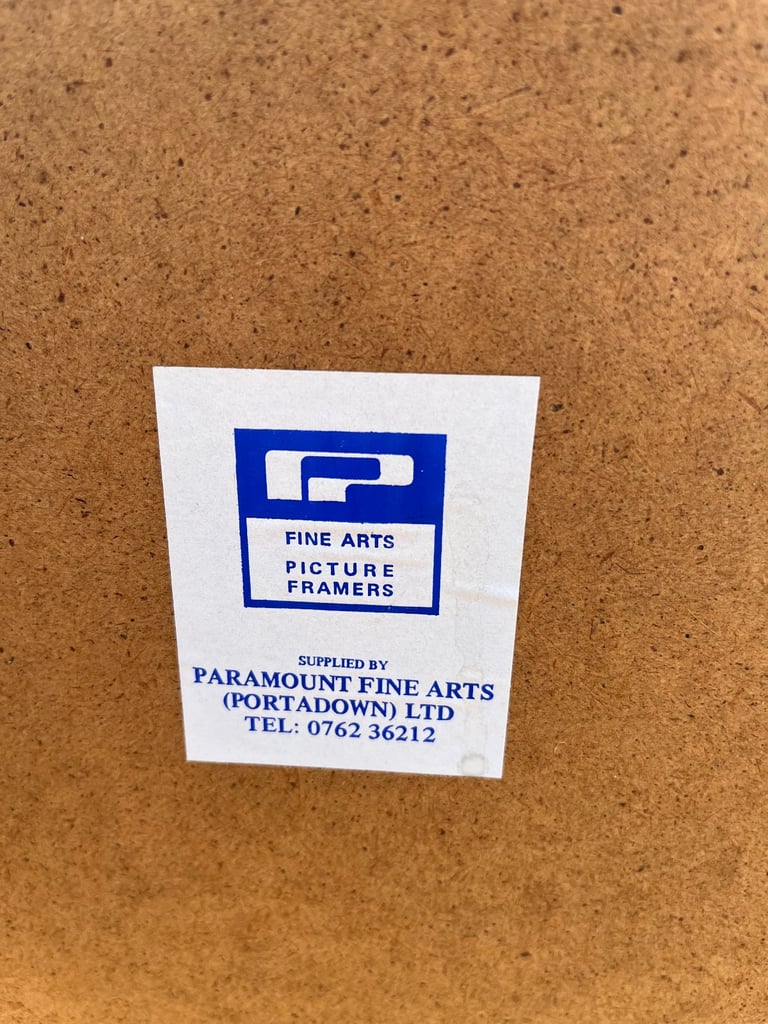 P
FINE ARTS
PICTURE
FRAMERS
SUPPLIED BY
PARAMOUNT FINE ARTS
(PORTADOWN) LTD
TEL: 0762 36212